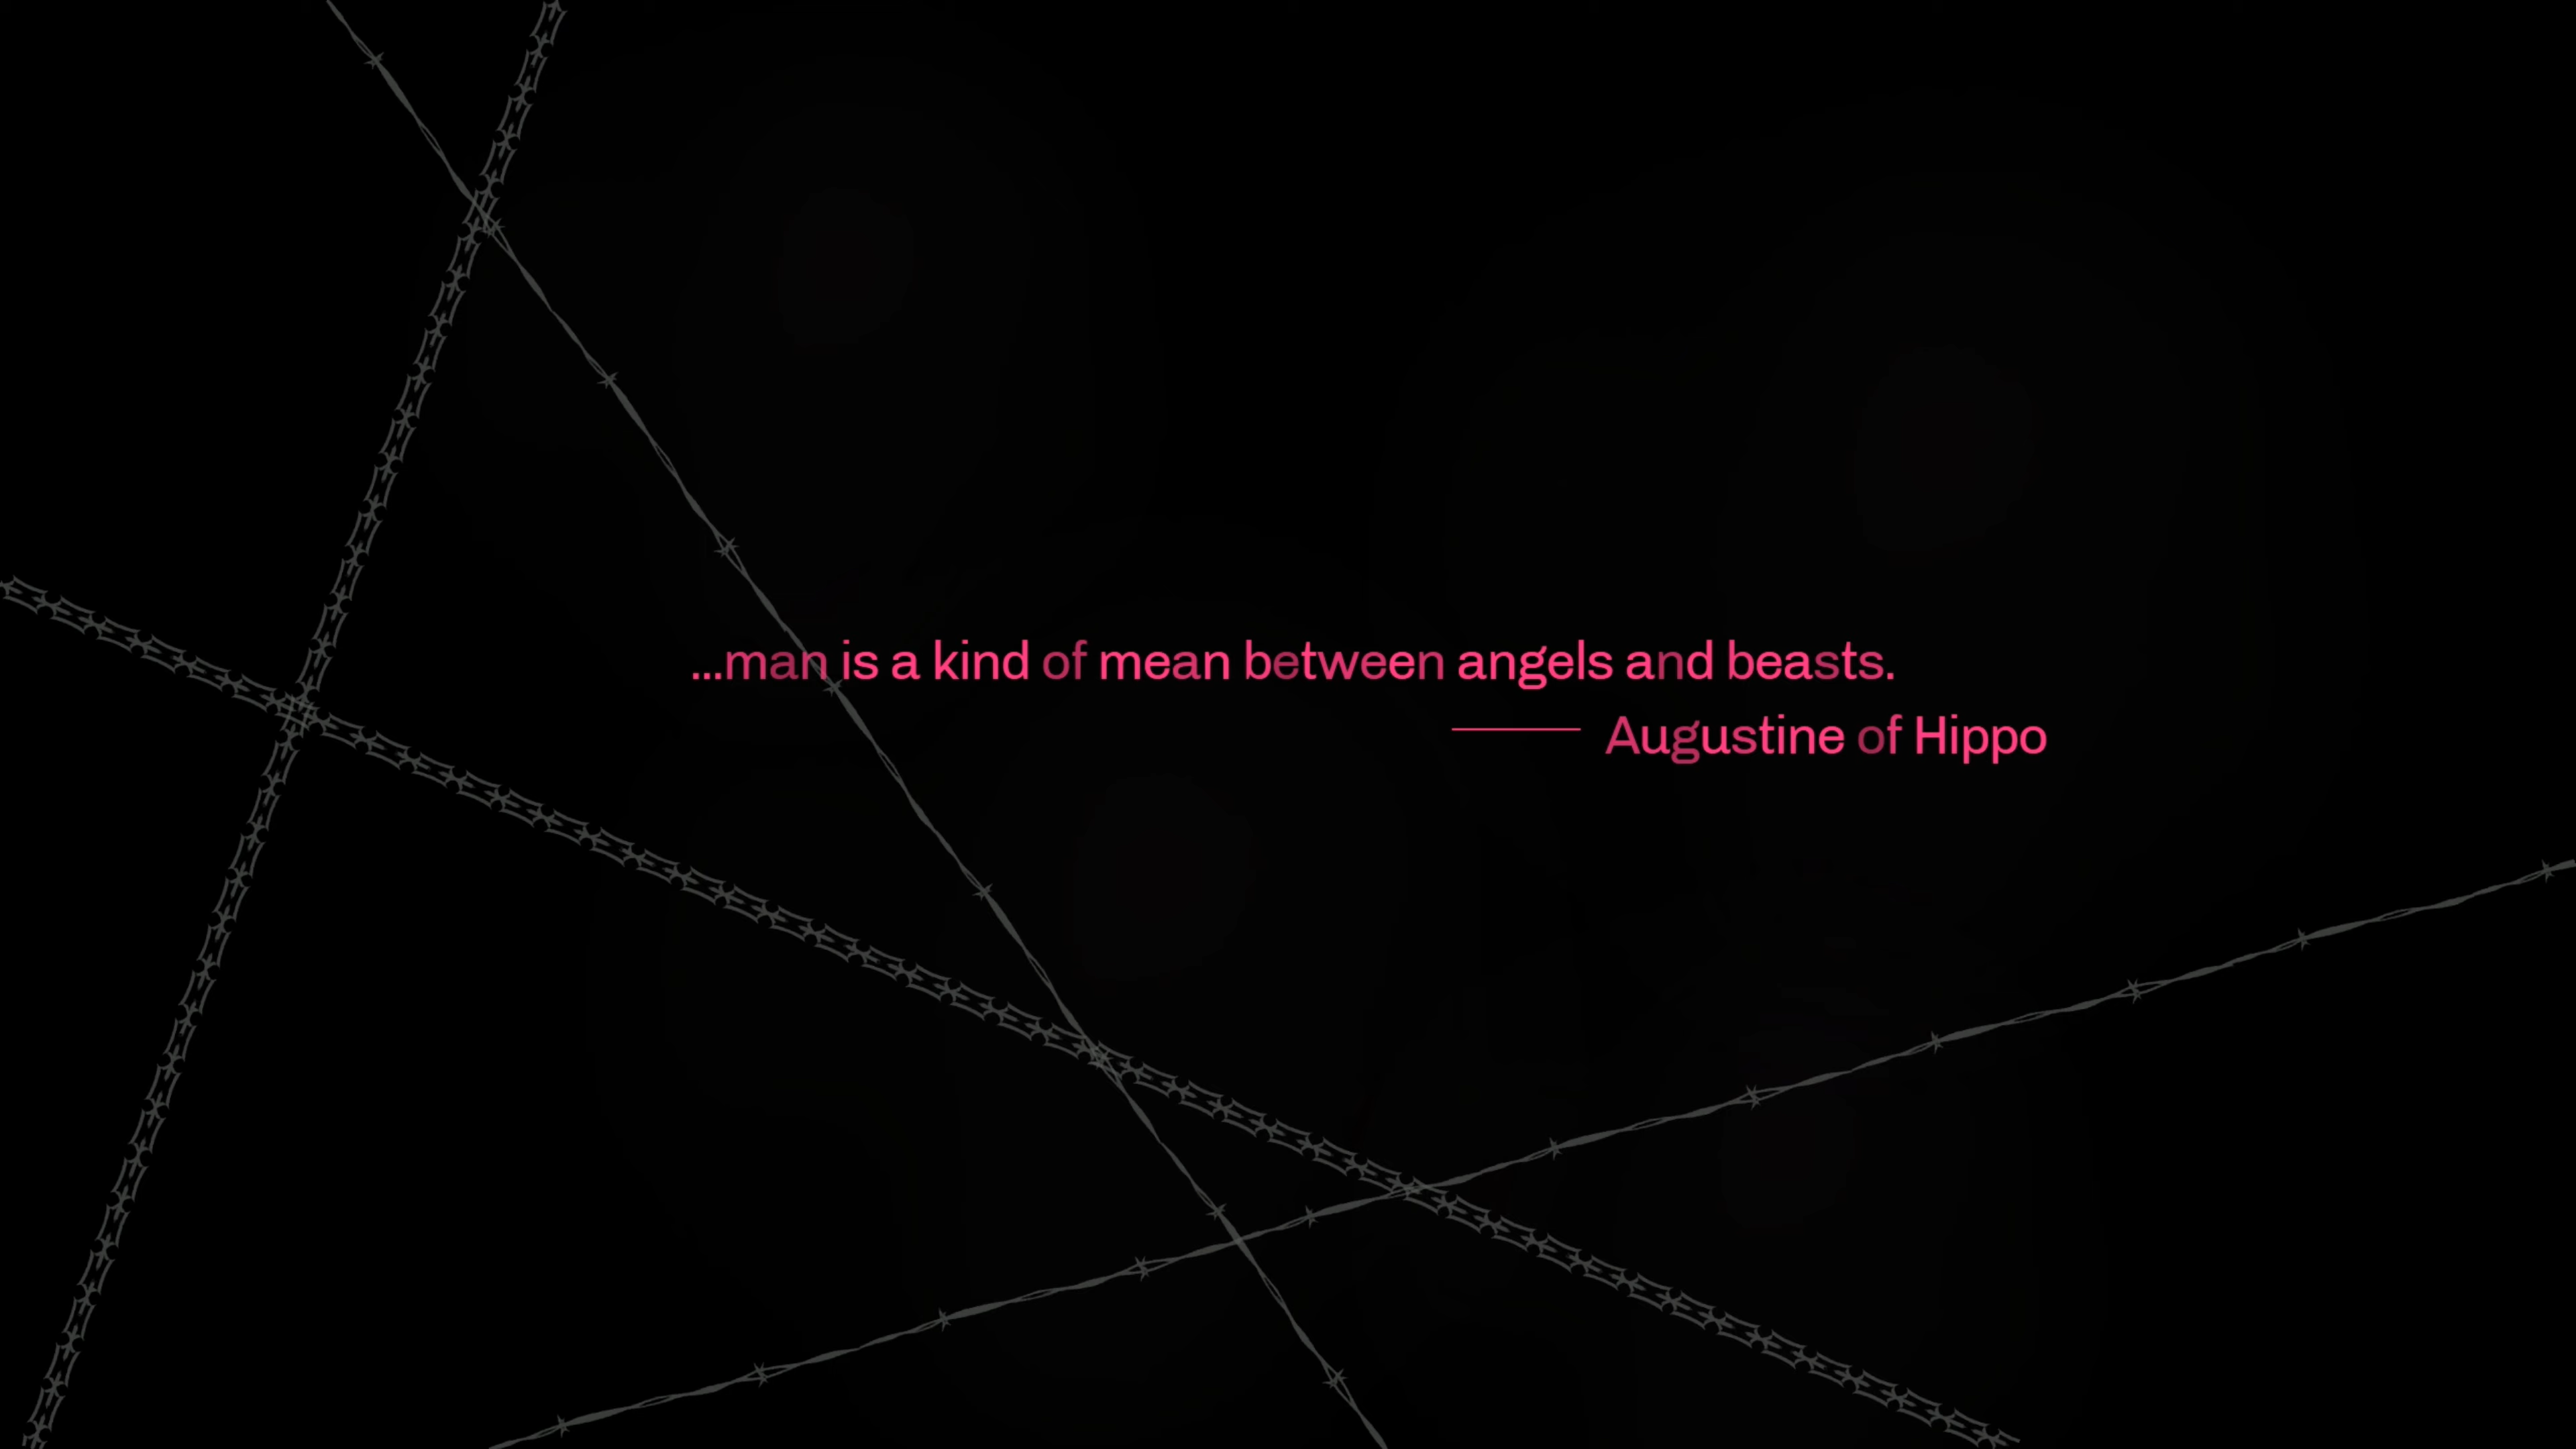 ...man is a kind of mean between angels and beasts.
—— Augustine of Hippo